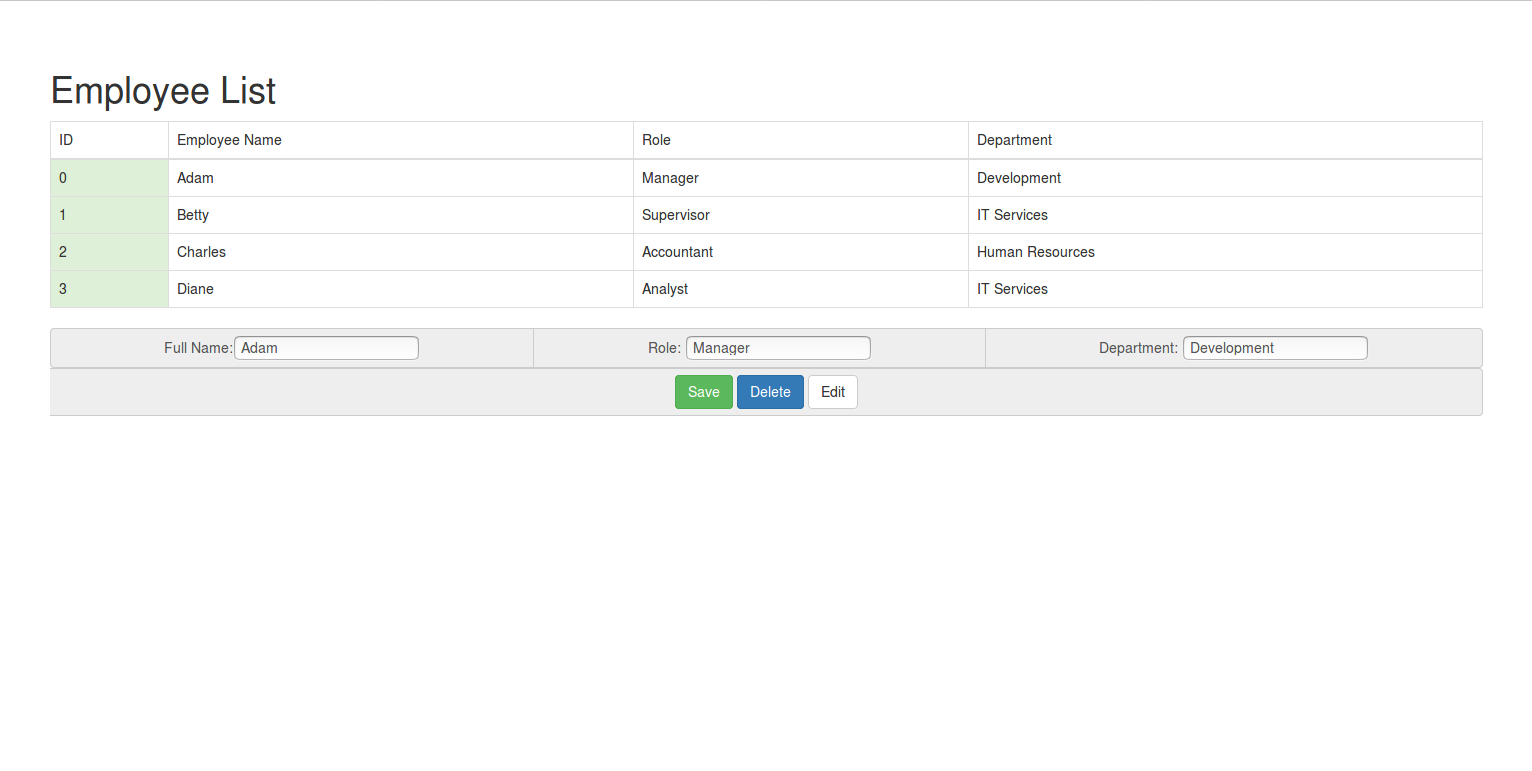 Employee List
ID Employee Name Role Department
0 Adam Manager Development
1 Betty Supervisor IT Services
2 Charles Accountant Human Resources
3 Diane Analyst IT Services
Full Name: Adam Role: Manager Department: Development
Save Delete Edit